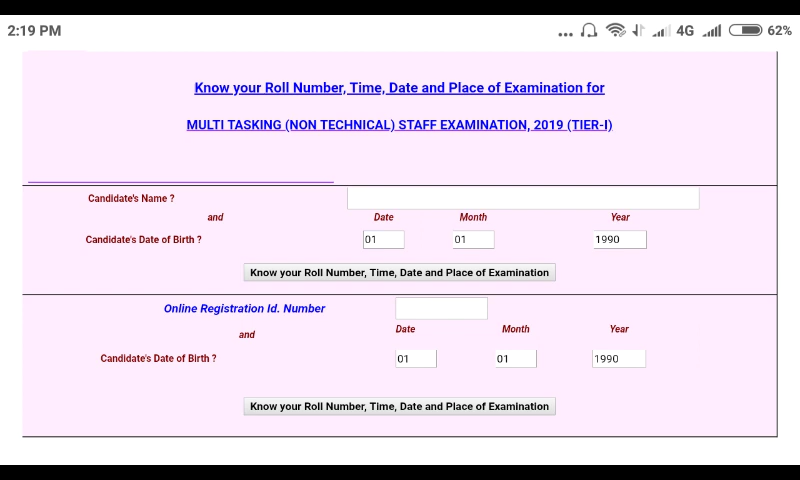 2:19 PM ... 4G 62%
Know your Roll Number, Time, Date and Place of Examination for
MULTI TASKING (NON TECHNICAL) STAFF EXAMINATION, 2019 (TIER-I)
Candidate's Name ?
and Date Month Year
Candidate's Date of Birth ? 01 01 1990
Know your Roll Number, Time, Date and Place of Examination
Online Registration Id. Number
and Date Month Year
Candidate's Date of Birth ? 01 01 1990
Know your Roll Number, Time, Date and Place of Examination